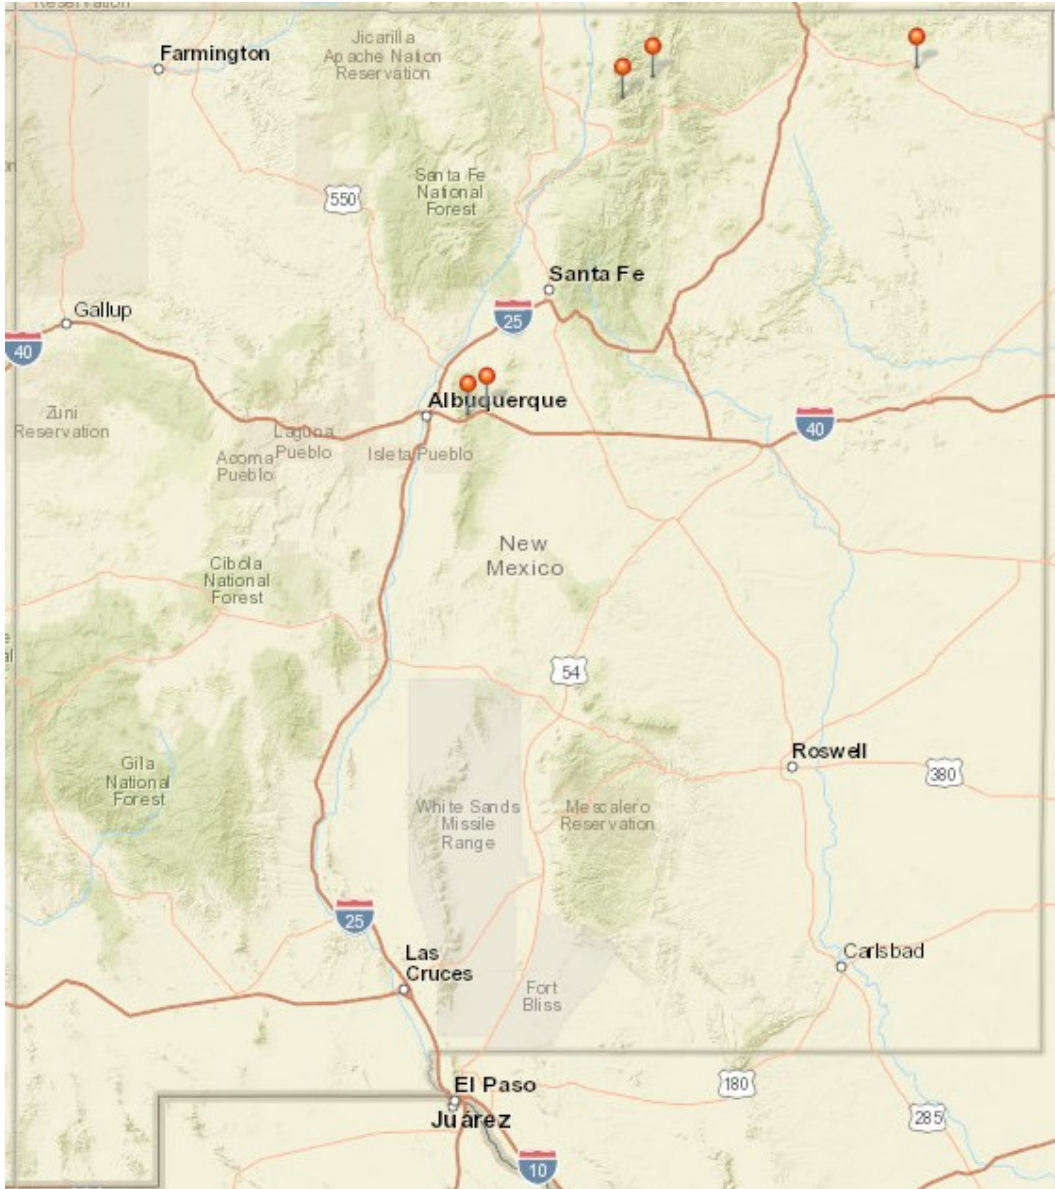 Reservation
Farmington
Jicarilla
Apache Nation
Reservation
Santa Fe
National
Forest
550
Santa Fe
Gallup
25
40
Albuquerque
Zuni
Reservation
Laguna
Pueblo
Isleta Pueblo
40
Acoma
Pueblo
New
Mexico
Cibola
National
Forest
54
Roswell
380
Gila
National
Forest
White Sands
Missile
Range
Mescalero
Reservation
25
Las
Cruces
Carlsbad
Fort
Bliss
El Paso
180
Juárez
285
10